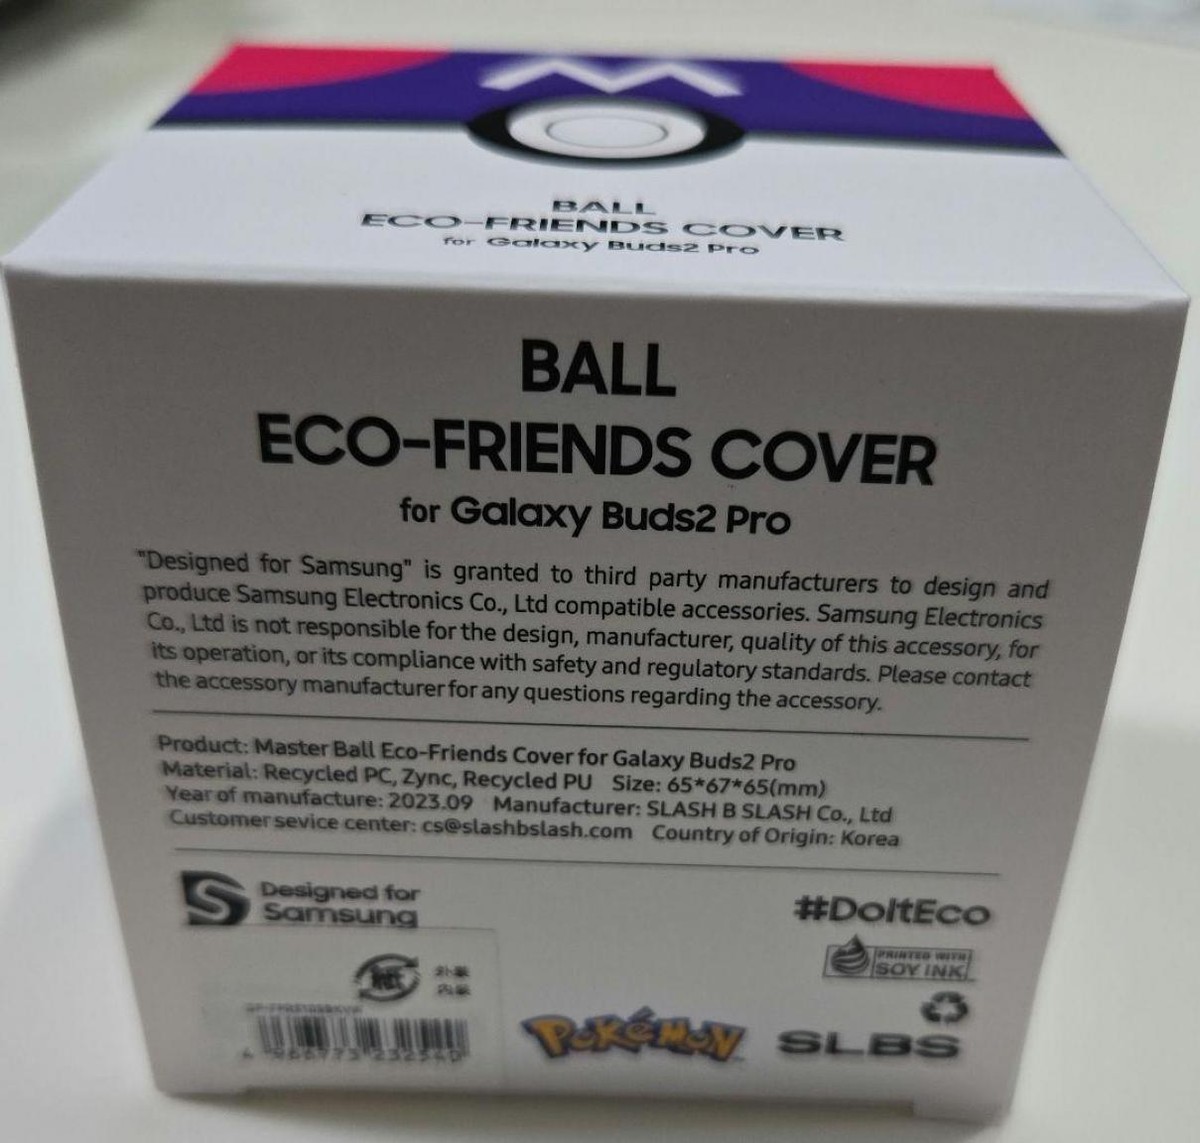 M
BALL
ECO-FRIENDS COVER
for Galaxy Buds2 Pro
BALL
ECO-FRIENDS COVER
for Galaxy Buds2 Pro
"Designed for Samsung" is granted to third party manufacturers to design and
produce Samsung Electronics Co., Ltd compatible accessories. Samsung Electronics
Co., Ltd is not responsible for the design, manufacturer, quality of this accessory, for
its operation, or its compliance with safety and regulatory standards. Please contact
the accessory manufacturer for any questions regarding the accessory.
Product: Master Ball Eco-Friends Cover for Galaxy Buds2 Pro
Material: Recycled PC, Zync, Recycled PU Size: 65*67*65(mm)
Year of manufacture: 2023.09 Manufacturer: SLASH B SLASH Co., Ltd
Customer sevice center: cs@slashbslash.com Country of Origin: Korea
S Designed for
Samsung
#DoItEco
PRINTED WITH
SOY INK
POKéMON
SLBS